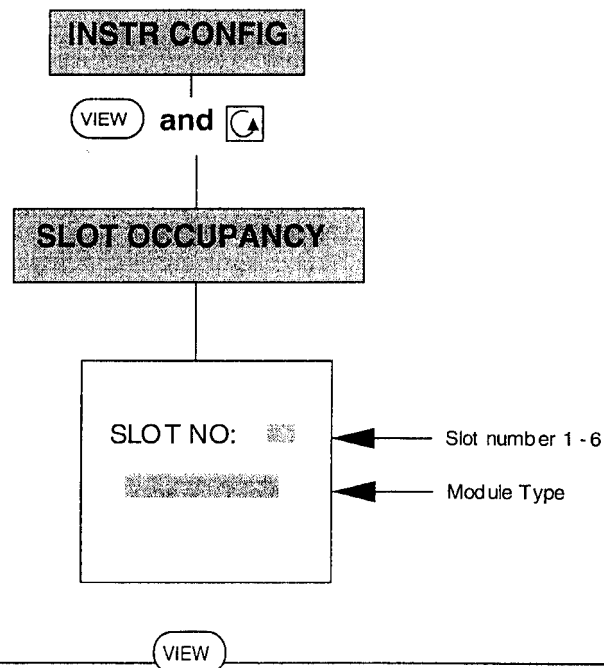 INSTR CONFIG
VIEW and
SLOT OCCUPANCY
SLOT NO:
Slot number 1 - 6
Module Type
VIEW